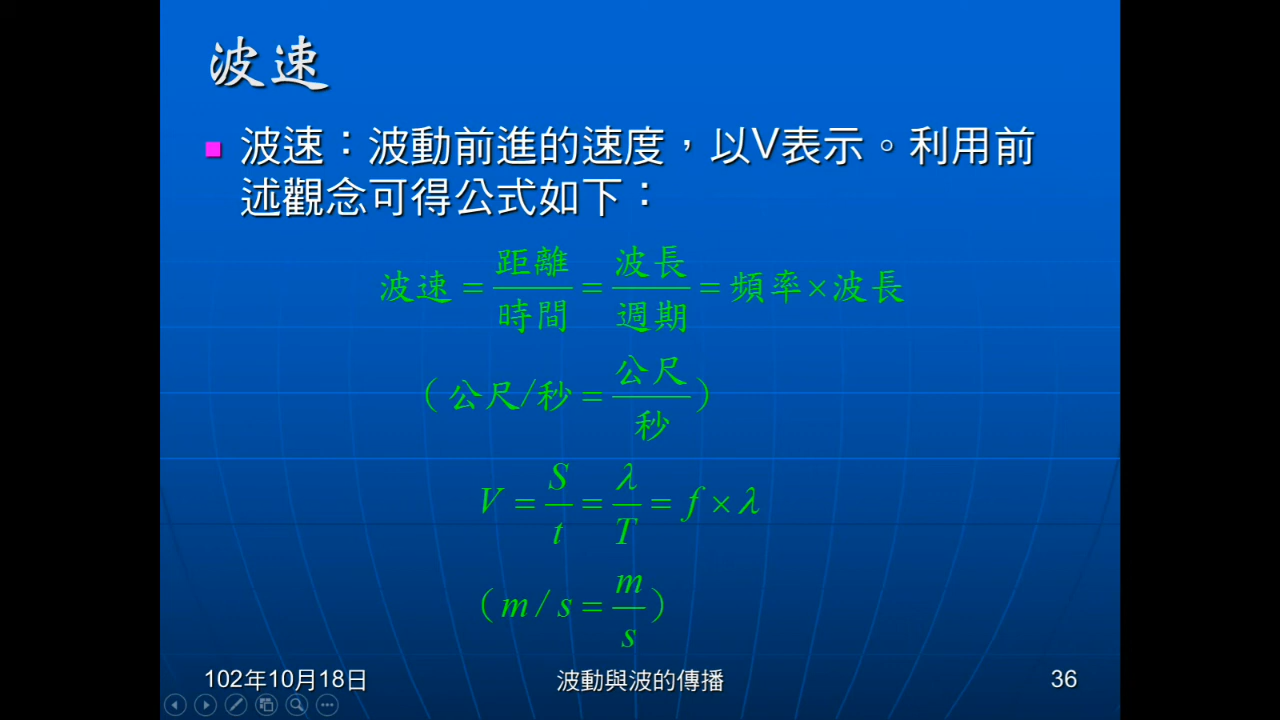 波速
波速：波動前進的速度，以V表示。利用前
述觀念可得公式如下：
波速 = 距離/時間 = 波長/週期 = 頻率×波長
（公尺/秒 = 公尺/秒）
V = S/t = λ/T = f × λ
（m / s = m/s）
102年10月18日
波動與波的傳播
36